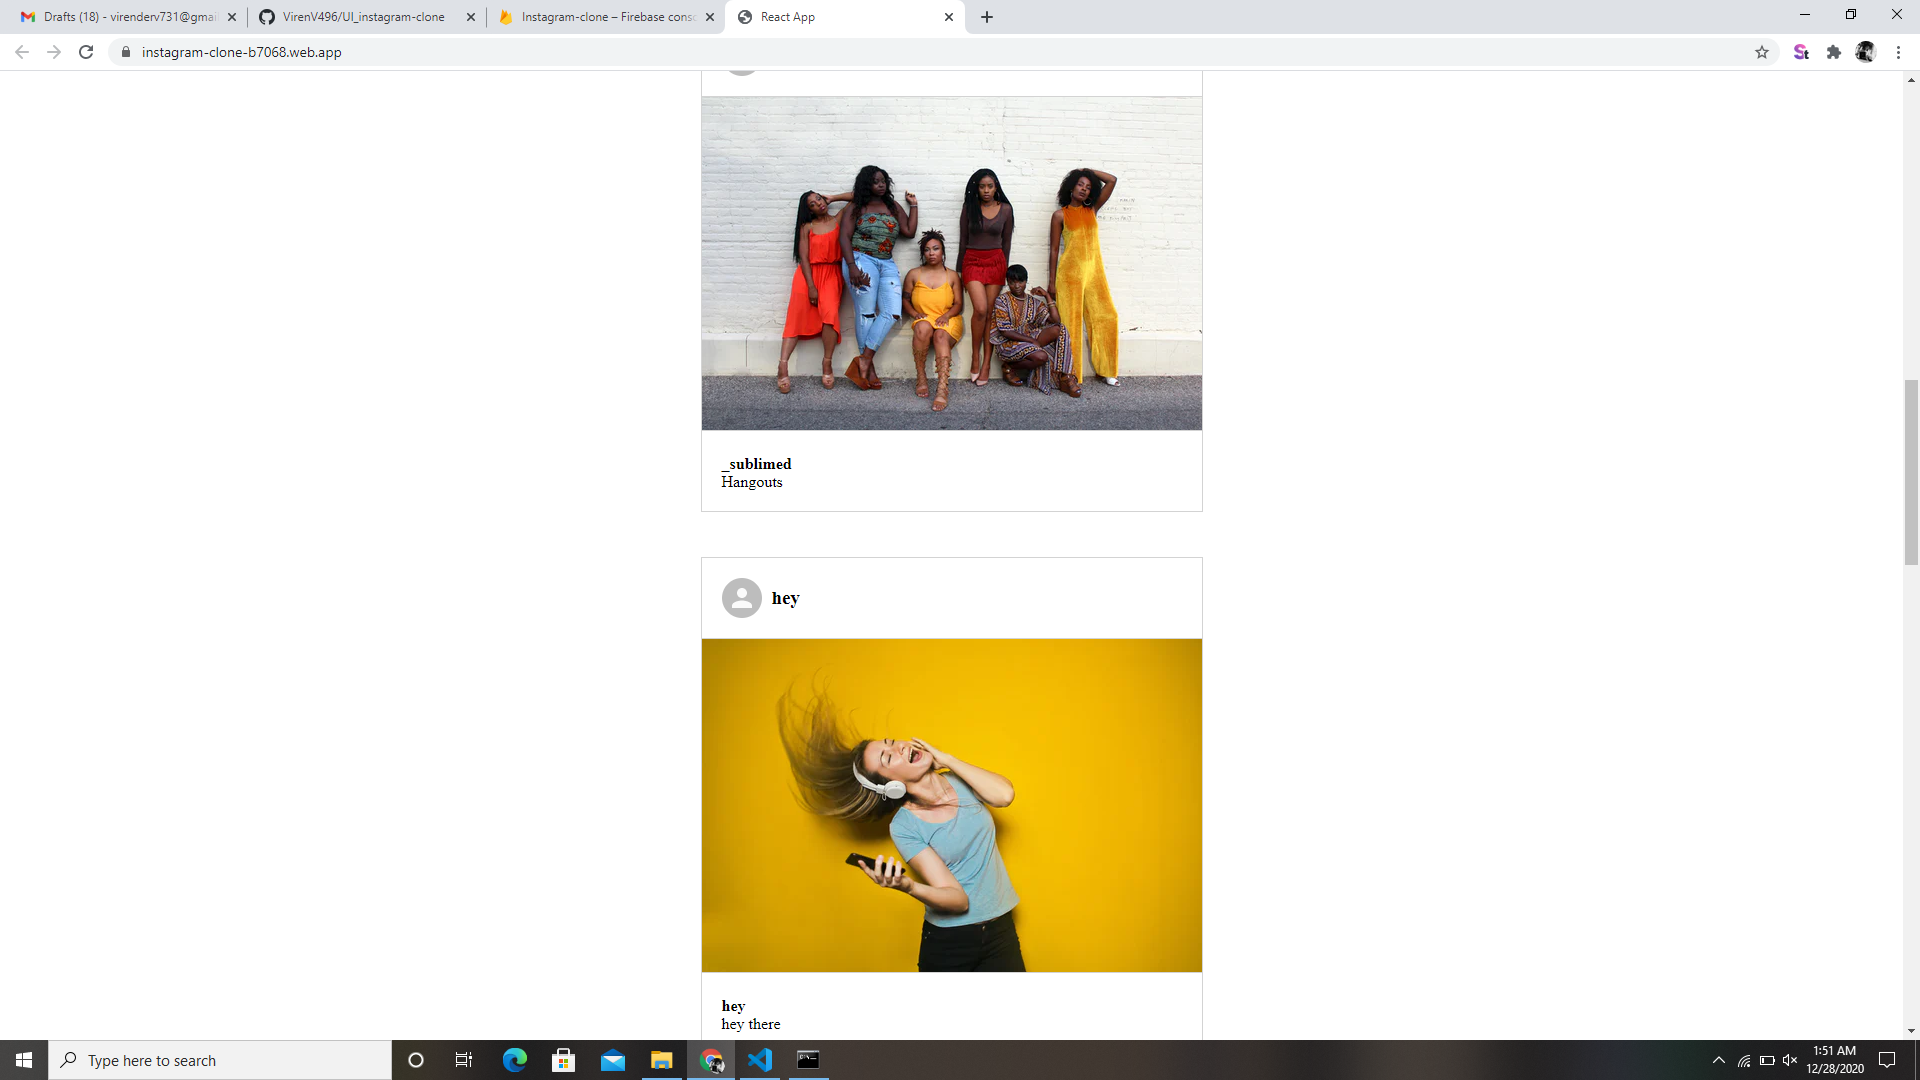 Drafts (18) - virenderv731@gmai
VirenV496/UI_instagram-clone
Instagram-clone – Firebase consc
React App
instagram-clone-b7068.web.app
_sublimed
Hangouts
hey
hey
hey there
Type here to search
1:51 AM
12/28/2020